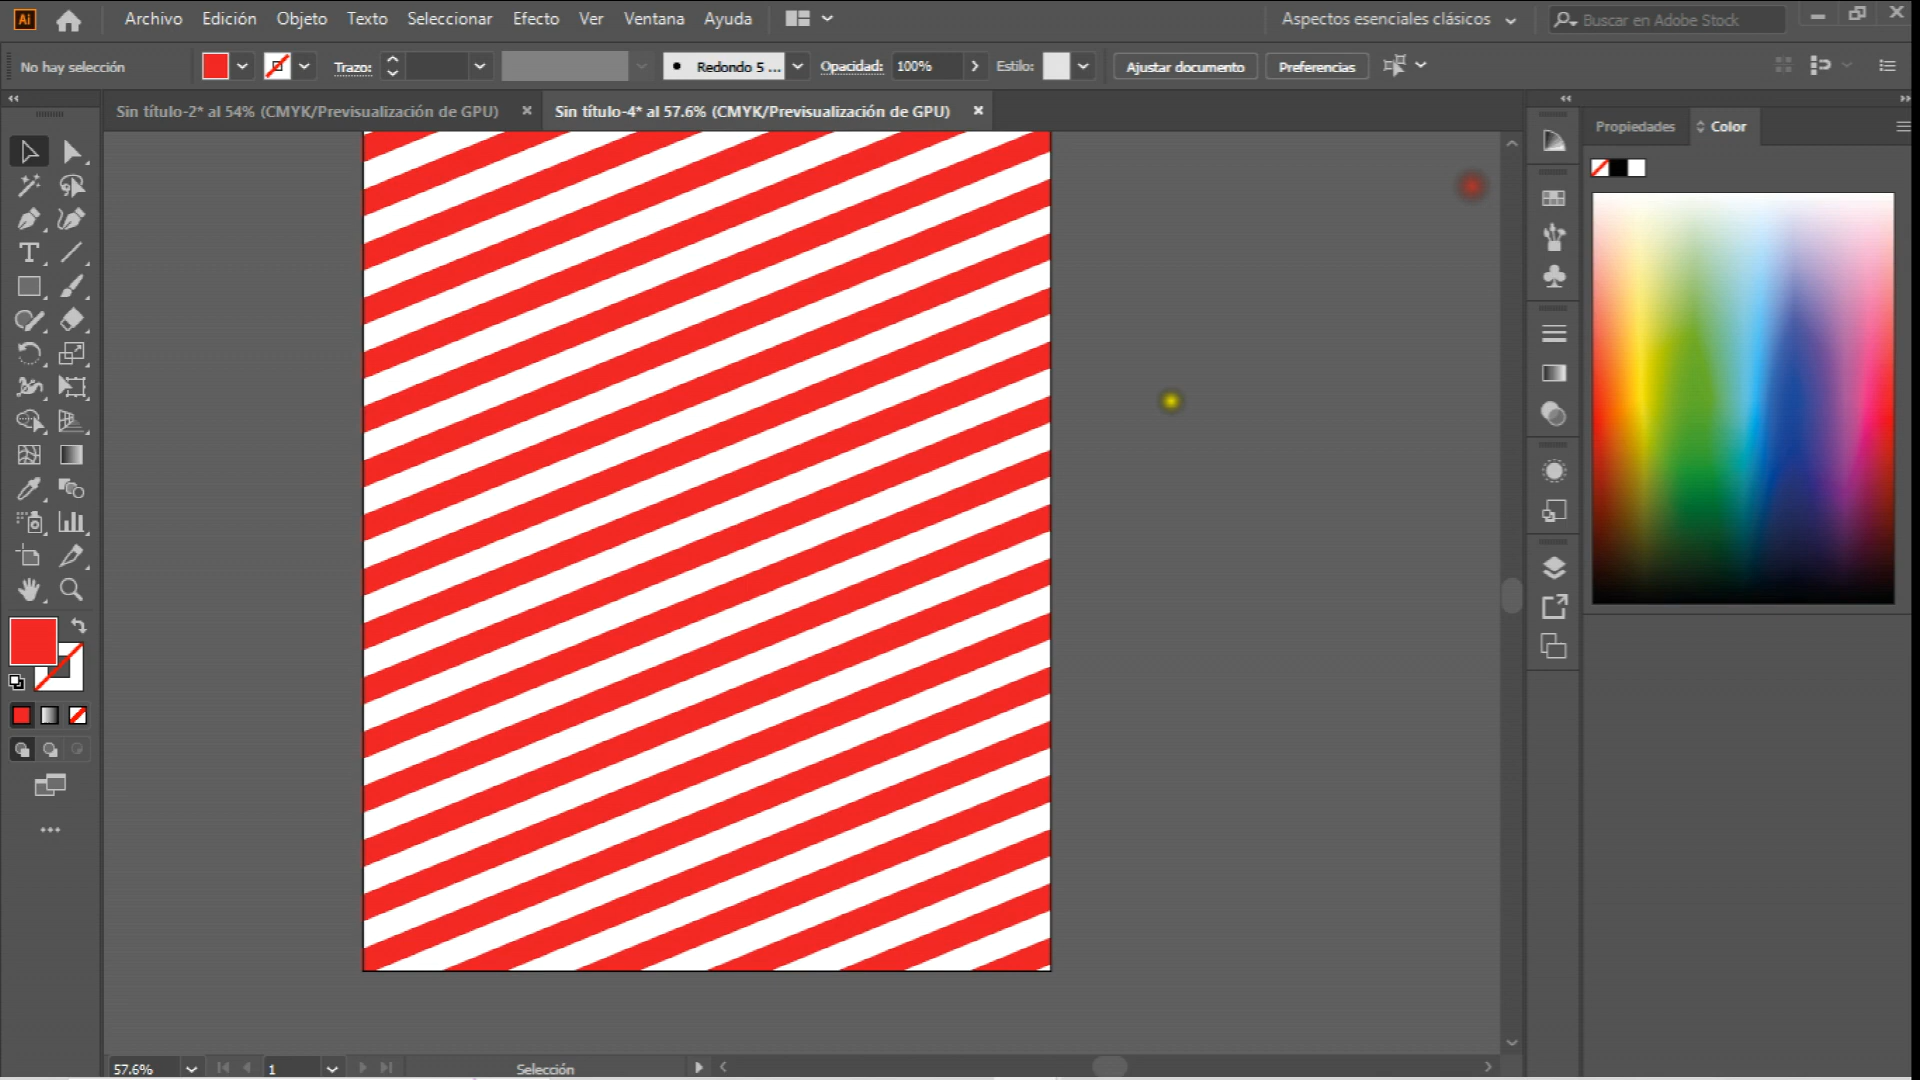 Ai Archivo Edición Objeto Texto Seleccionar Efecto Ver Ventana Ayuda Aspectos esenciales clásicos Buscar en Adobe Stock
No hay selección Trazo: Redondo 5 ... Opacidad: 100% Estilo: Ajustar documento Preferencias
Sin título-2* al 54% (CMYK/Previsualización de GPU) Sin título-4* al 57.6% (CMYK/Previsualización de GPU)
Propiedades Color
57.6% 1 Selección